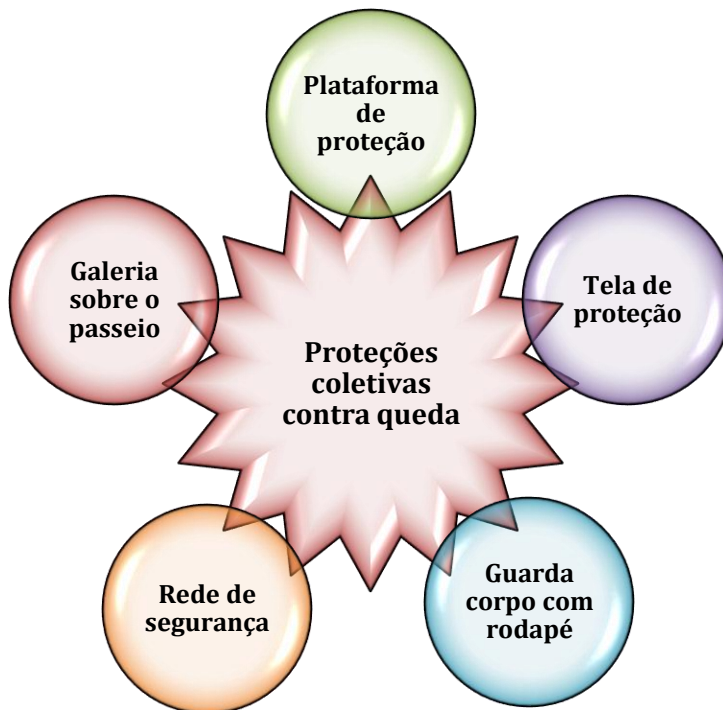 Plataforma
de
proteção
Galeria
sobre o
passeio
Tela de
proteção
Proteções
coletivas
contra queda
Rede de
segurança
Guarda
corpo com
rodapé